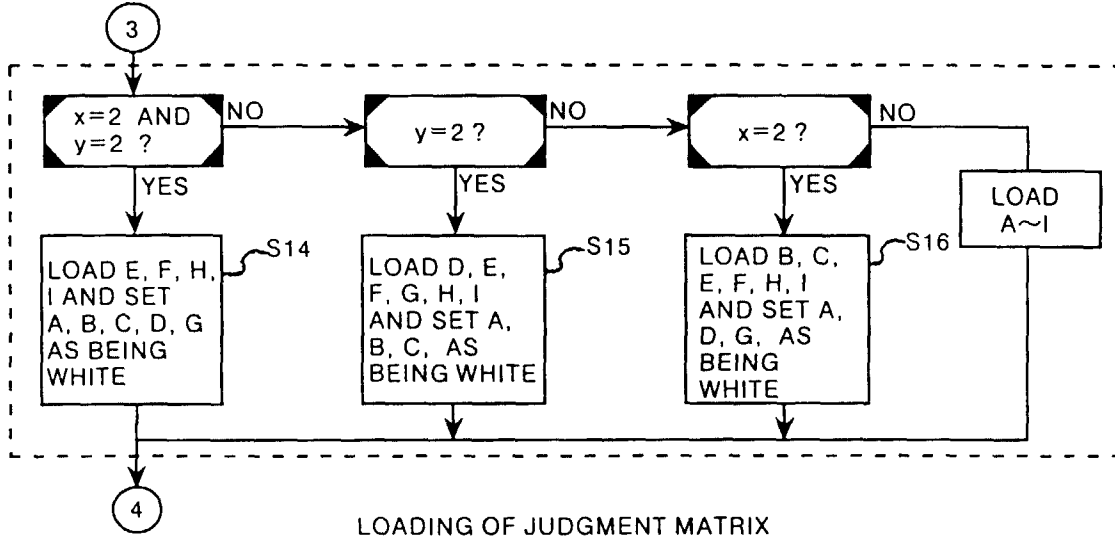 3
x=2 AND
y=2 ?
NO
y=2 ?
NO
x=2 ?
NO
YES
YES
YES
LOAD
A~I
S14
LOAD E, F, H,
I AND SET
A, B, C, D, G
AS BEING
WHITE
S15
LOAD D, E,
F, G, H, I
AND SET A,
B, C, AS
BEING WHITE
S16
LOAD B, C,
E, F, H, I
AND SET A,
D, G, AS
BEING
WHITE
4
LOADING OF JUDGMENT MATRIX